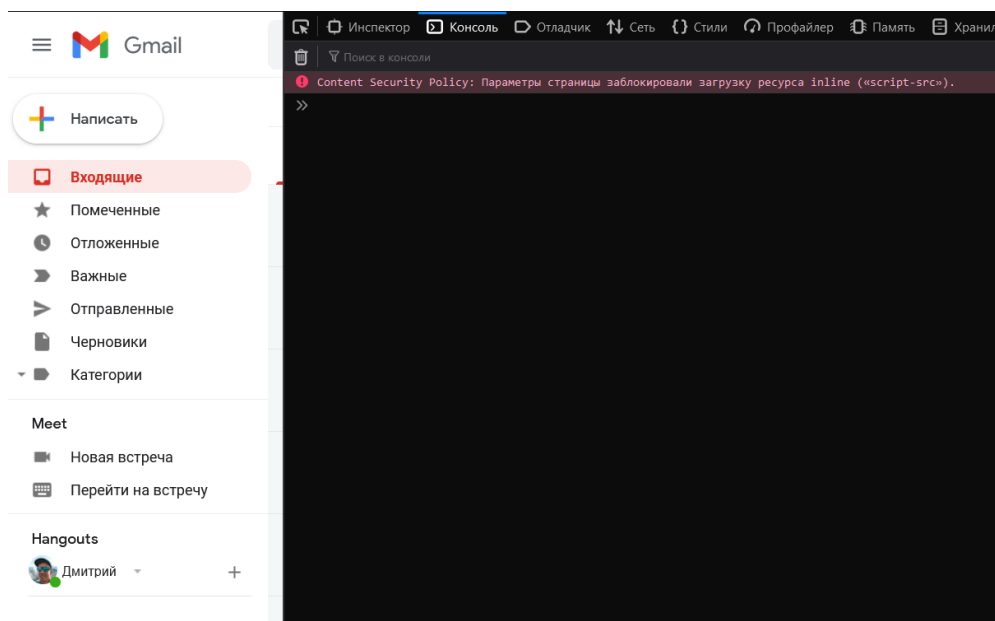 Gmail
Написать
Входящие
Помеченные
Отложенные
Важные
Отправленные
Черновики
Категории
Meet
Новая встреча
Перейти на встречу
Hangouts
Дмитрий
Инспектор Консоль Отладчик Сеть Стили Профайлер Память Хранил
Поиск в консоли
Content Security Policy: Параметры страницы заблокировали загрузку ресурса inline («script-src»).